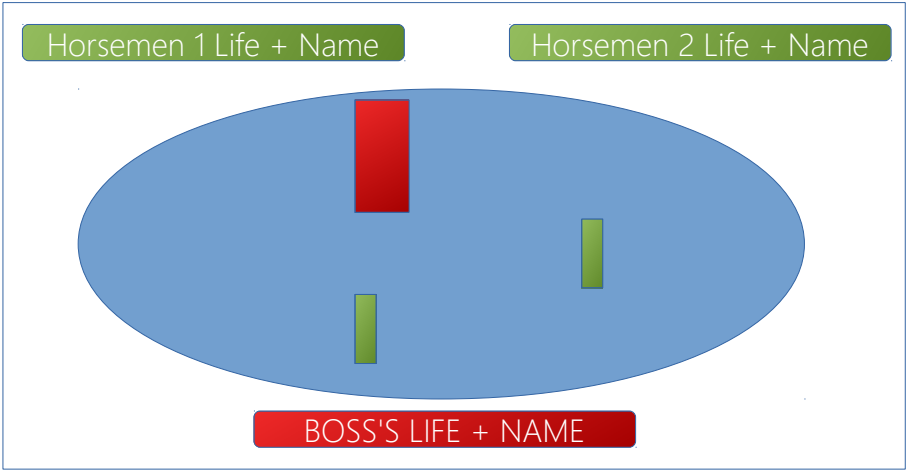 Horsemen 1 Life + Name
Horsemen 2 Life + Name
BOSS'S LIFE + NAME